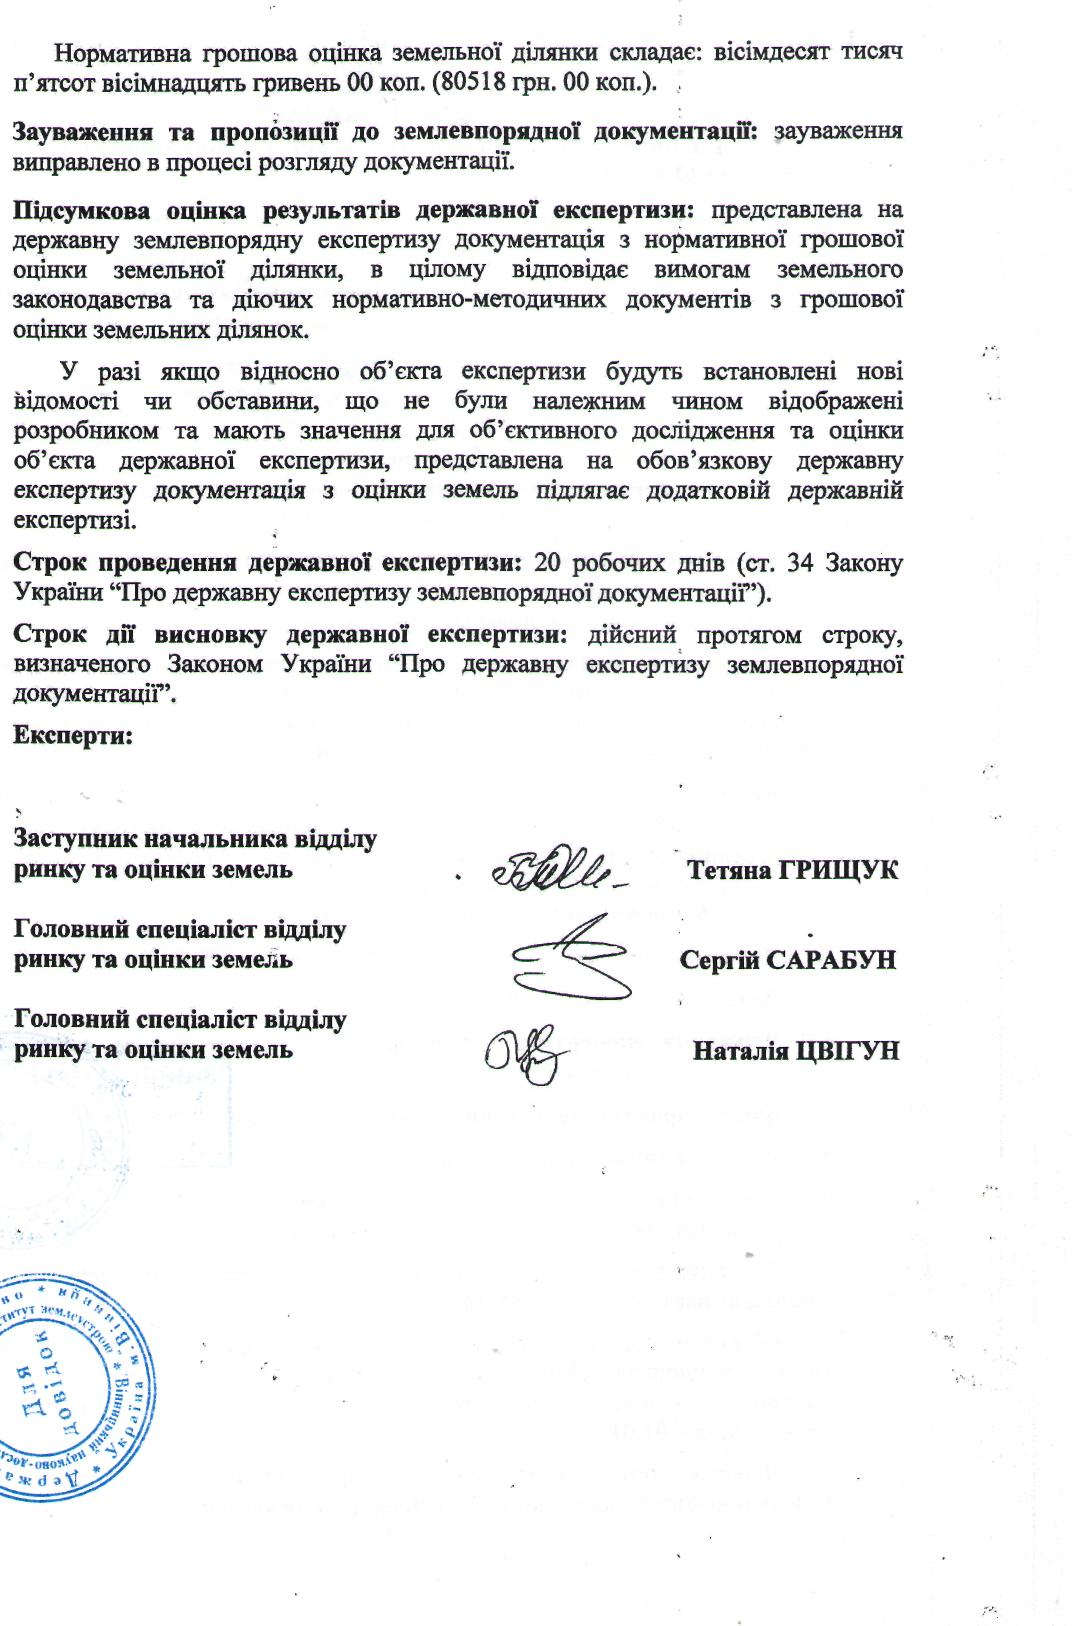 Нормативна грошова оцінка земельної ділянки складає: вісімдесят тисяч
п’ятсот вісімнадцять гривень 00 коп. (80518 грн. 00 коп.).
Зауваження та пропозиції до землевпорядної документації: зауваження
виправлено в процесі розгляду документації.
Підсумкова оцінка результатів державної експертизи: представлена на
державну землевпорядну експертизу документація з нормативної грошової
оцінки земельної ділянки, в цілому відповідає вимогам земельного
законодавства та діючих нормативно-методичних документів з грошової
оцінки земельних ділянок.
У разі якщо відносно об’єкта експертизи будуть встановлені нові
відомості чи обставини, що не були належним чином відображені
розробником та мають значення для об’єктивного дослідження та оцінки
об’єкта державної експертизи, представлена на обов’язкову державну
експертизу документація з оцінки земель підлягає додатковій державній
експертизі.
Строк проведення державної експертизи: 20 робочих днів (ст. 34 Закону
України “Про державну експертизу землевпорядної документації”).
Строк дії висновку державної експертизи: дійсний протягом строку,
визначеного Законом України “Про державну експертизу землевпорядної
документації”.
Експерти:
Заступник начальника відділу
ринку та оцінки земель Тетяна ГРИЩУК
Головний спеціаліст відділу
ринку та оцінки земель Сергій САРАБУН
Головний спеціаліст відділу
ринку та оцінки земель Наталія ЦВІГУН
Для
довідок
* Україна * м.Вінниця *
землеустрою" * "Вінницький науково-